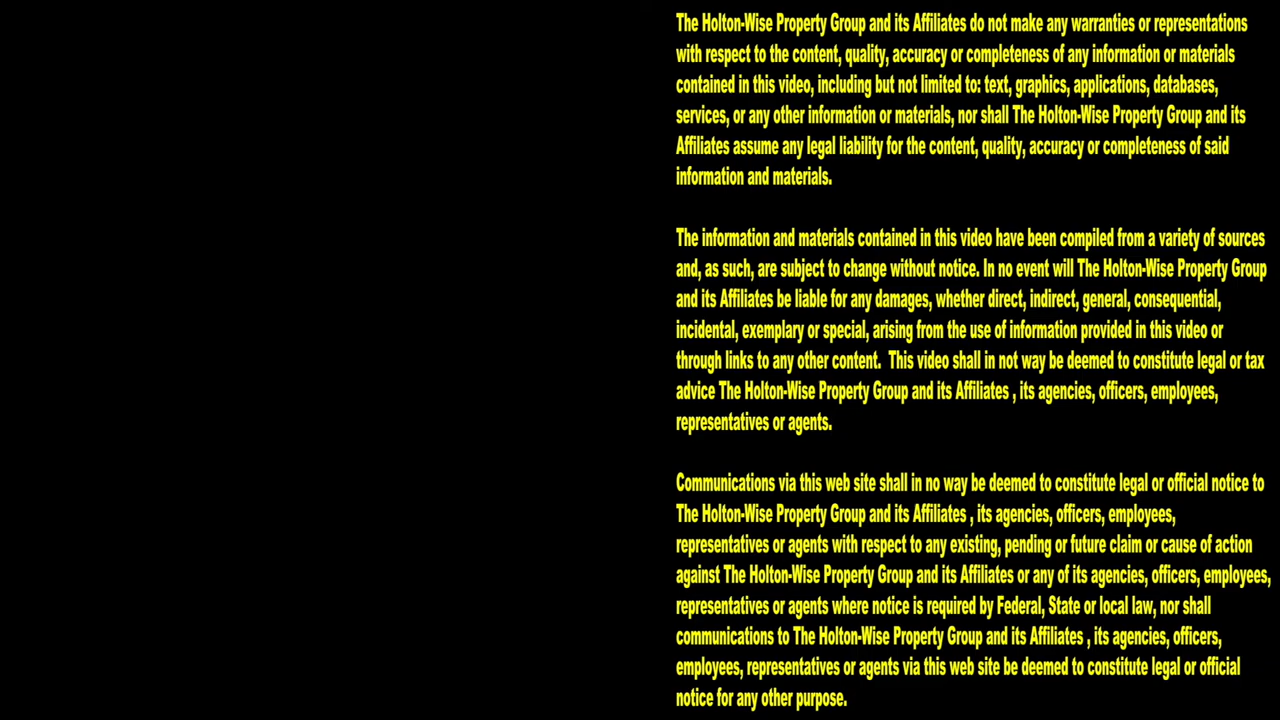 The Holton-Wise Property Group and its Affiliates do not make any warranties or representations
with respect to the content, quality, accuracy or completeness of any information or materials
contained in this video, including but not limited to: text, graphics, applications, databases,
services, or any other information or materials, nor shall The Holton-Wise Property Group and its
Affiliates assume any legal liability for the content, quality, accuracy or completeness of said
information and materials.
The information and materials contained in this video have been compiled from a variety of sources
and, as such, are subject to change without notice. In no event will The Holton-Wise Property Group
and its Affiliates be liable for any damages, whether direct, indirect, general, consequential,
incidental, exemplary or special, arising from the use of information provided in this video or
through links to any other content.  This video shall in not way be deemed to constitute legal or tax
advice The Holton-Wise Property Group and its Affiliates , its agencies, officers, employees,
representatives or agents.
Communications via this web site shall in no way be deemed to constitute legal or official notice to
The Holton-Wise Property Group and its Affiliates , its agencies, officers, employees,
representatives or agents with respect to any existing, pending or future claim or cause of action
against The Holton-Wise Property Group and its Affiliates or any of its agencies, officers, employees,
representatives or agents where notice is required by Federal, State or local law, nor shall
communications to The Holton-Wise Property Group and its Affiliates , its agencies, officers,
employees, representatives or agents via this web site be deemed to constitute legal or official
notice for any other purpose.